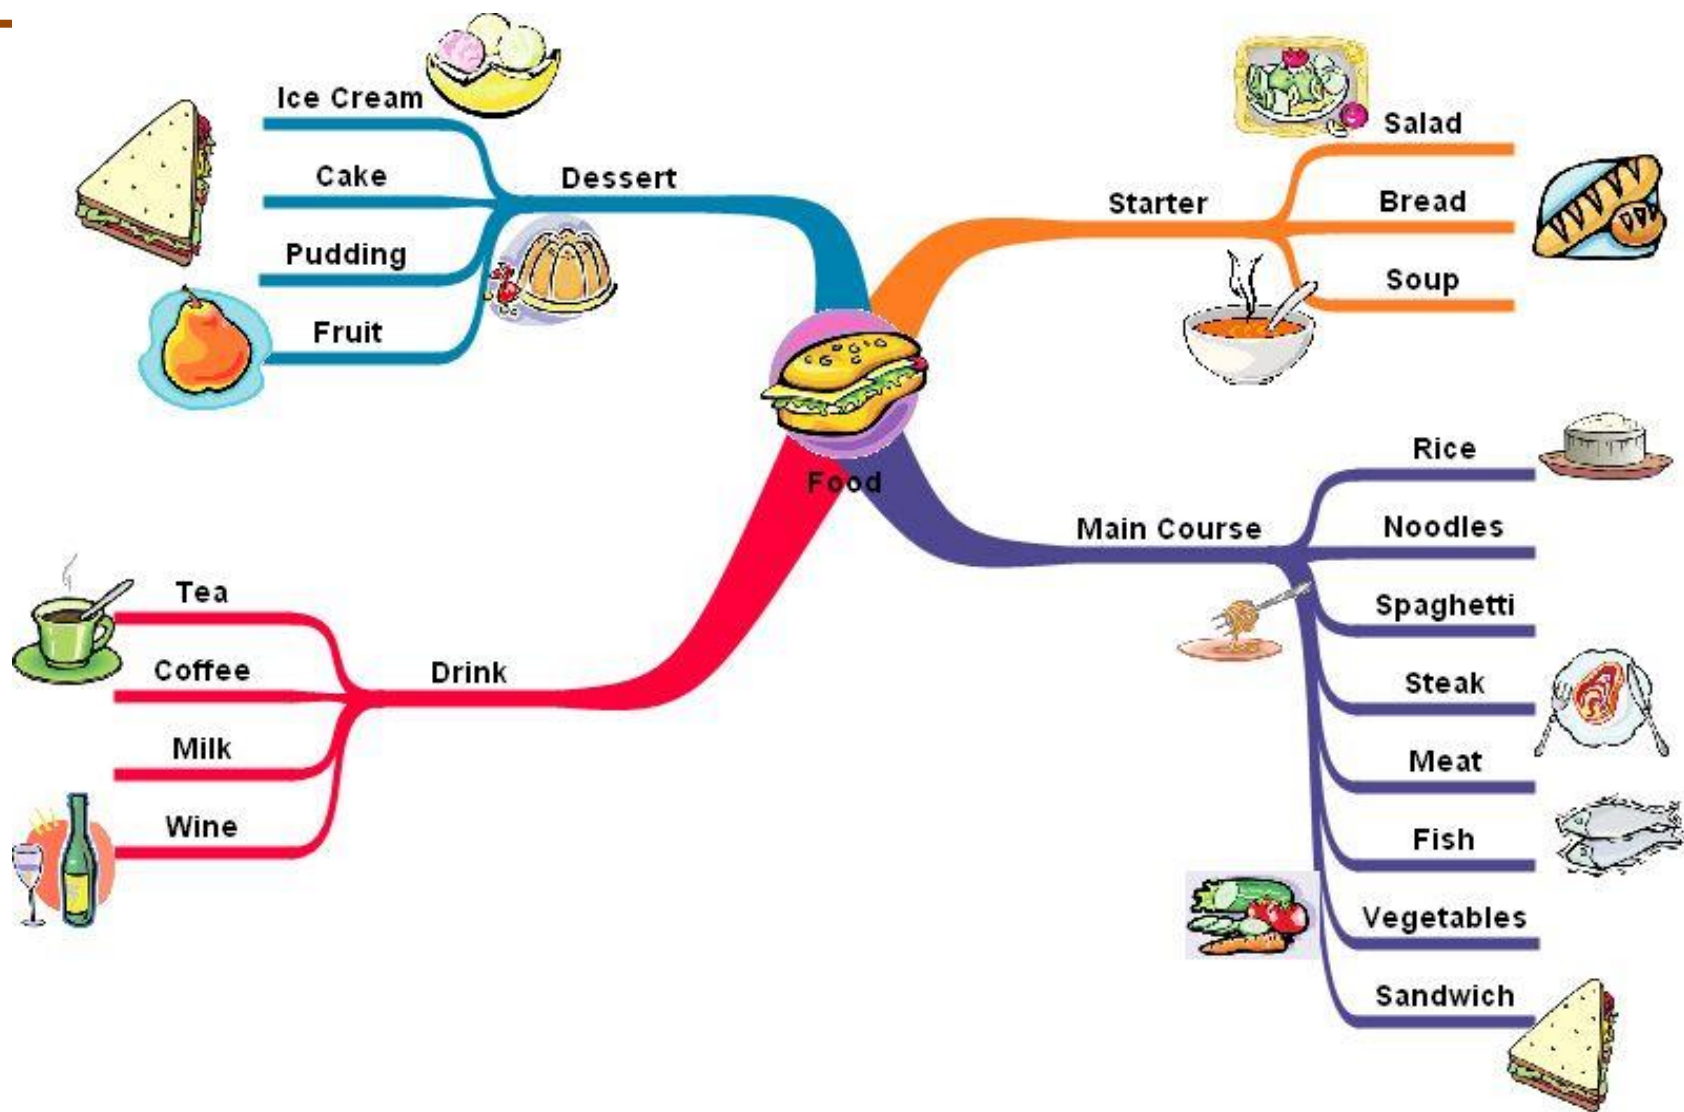 Food
Starter
Salad
Bread
Soup
Main Course
Rice
Noodles
Spaghetti
Steak
Meat
Fish
Vegetables
Sandwich
Drink
Tea
Coffee
Milk
Wine
Dessert
Ice Cream
Cake
Pudding
Fruit